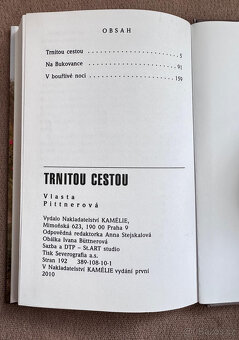 OBSAH
Trnitou cestou 5
Na Bukovance 91
V bouřlivé noci 159
TRNITOU CESTOU
Vlasta
Pittnerová
Vydalo Nakladatelství KAMÉLIE,
Mimoňská 623, 190 00 Praha 9
Odpovědná redaktorka Anna Stejskalová
Obálka Ivana Büttnerová
Sazba a DTP – St.ART studio
Tisk Severografia a.s.
Stran 192 389-108-10-1
V Nakladatelství KAMÉLIE vydání první
2010